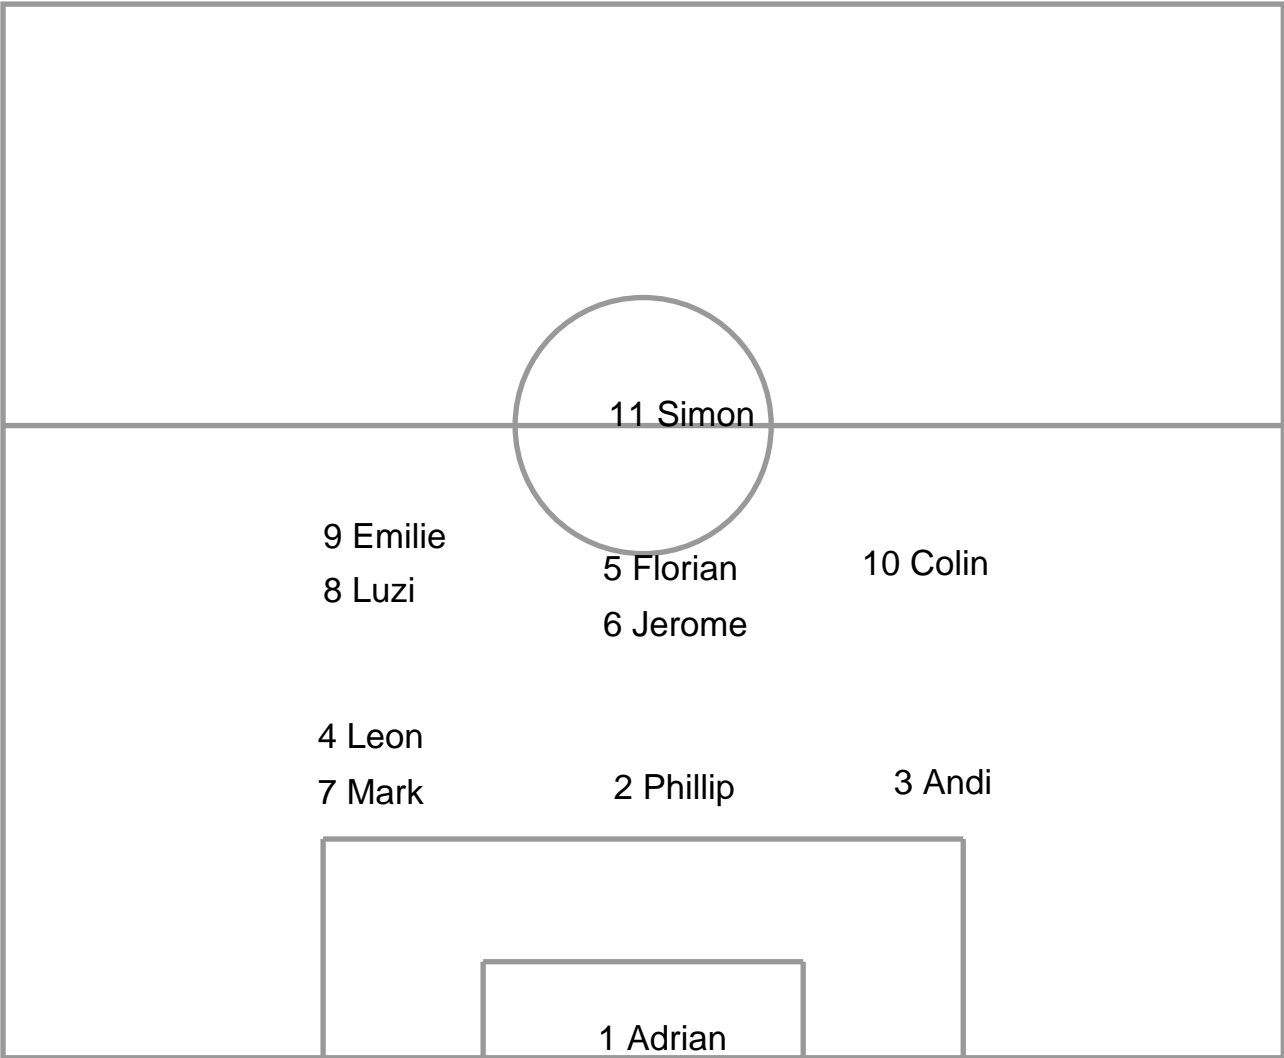 11 Simon
9 Emilie
8 Luzi
5 Florian
6 Jerome
10 Colin
4 Leon
7 Mark
2 Phillip
3 Andi
1 Adrian